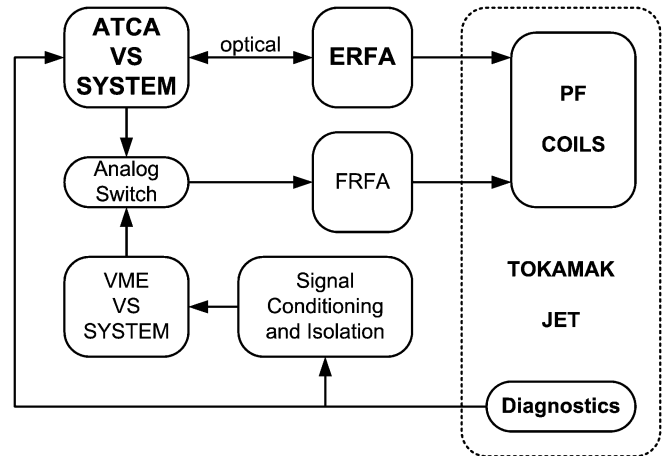 ATCA
VS
SYSTEM
optical
ERFA
PF
COILS
Analog
Switch
FRFA
VME
VS
SYSTEM
Signal
Conditioning
and Isolation
TOKAMAK
JET
Diagnostics